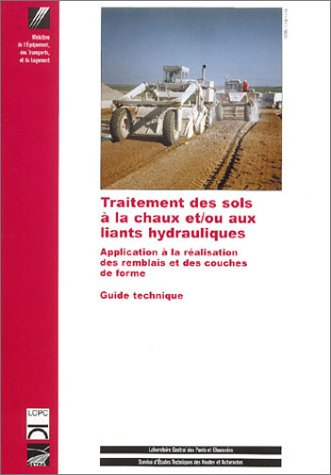 Ministère
de l'Équipement,
des Transports,
et du Logement
Traitement des sols
à la chaux et/ou aux
liants hydrauliques
Application à la réalisation
des remblais et des couches
de forme
Guide technique
LCPC
Laboratoire Central des Ponts et Chaussées
Service d'Études Techniques des Routes et Autoroutes